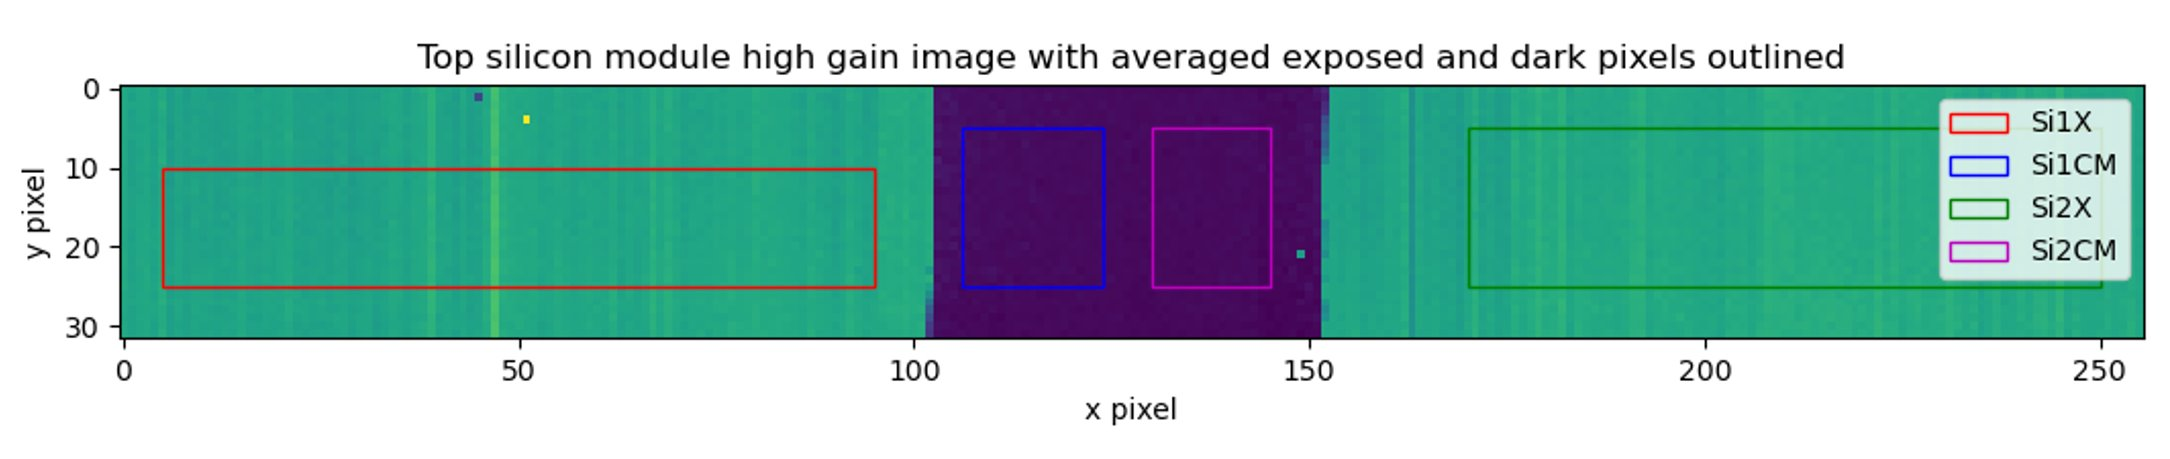 Top silicon module high gain image with averaged exposed and dark pixels outlined
0
10
20
30
y pixel
Si1X
Si1CM
Si2X
Si2CM
0 50 100 150 200 250
x pixel